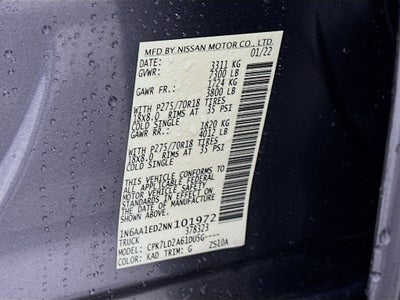 MFD BY NISSAN MOTOR CO., LTD.
DATE: 01/22
GVWR: 3311 KG
7300 LB
GAWR FR.: 1724 KG
3800 LB
WITH P275/70R18 TIRES
18X8.0 RIMS AT 35 PSI
COLD SINGLE
GAWR RR.: 1820 KG
4012 LB
WITH P275/70R18 TIRES
18X8.0 RIMS AT 35 PSI
COLD SINGLE
THIS VEHICLE CONFORMS TO
ALL APPLICABLE FEDERAL
MOTOR VEHICLE SAFETY
STANDARDS IN EFFECT ON
THE DATE OF MANUFACTURE
SHOWN ABOVE.
1N6AA1ED2NN101972
TRUCK 378323
MODEL: CPK7LD2A61DUSG----
COLOR: KAD TRIM: G ZS10A